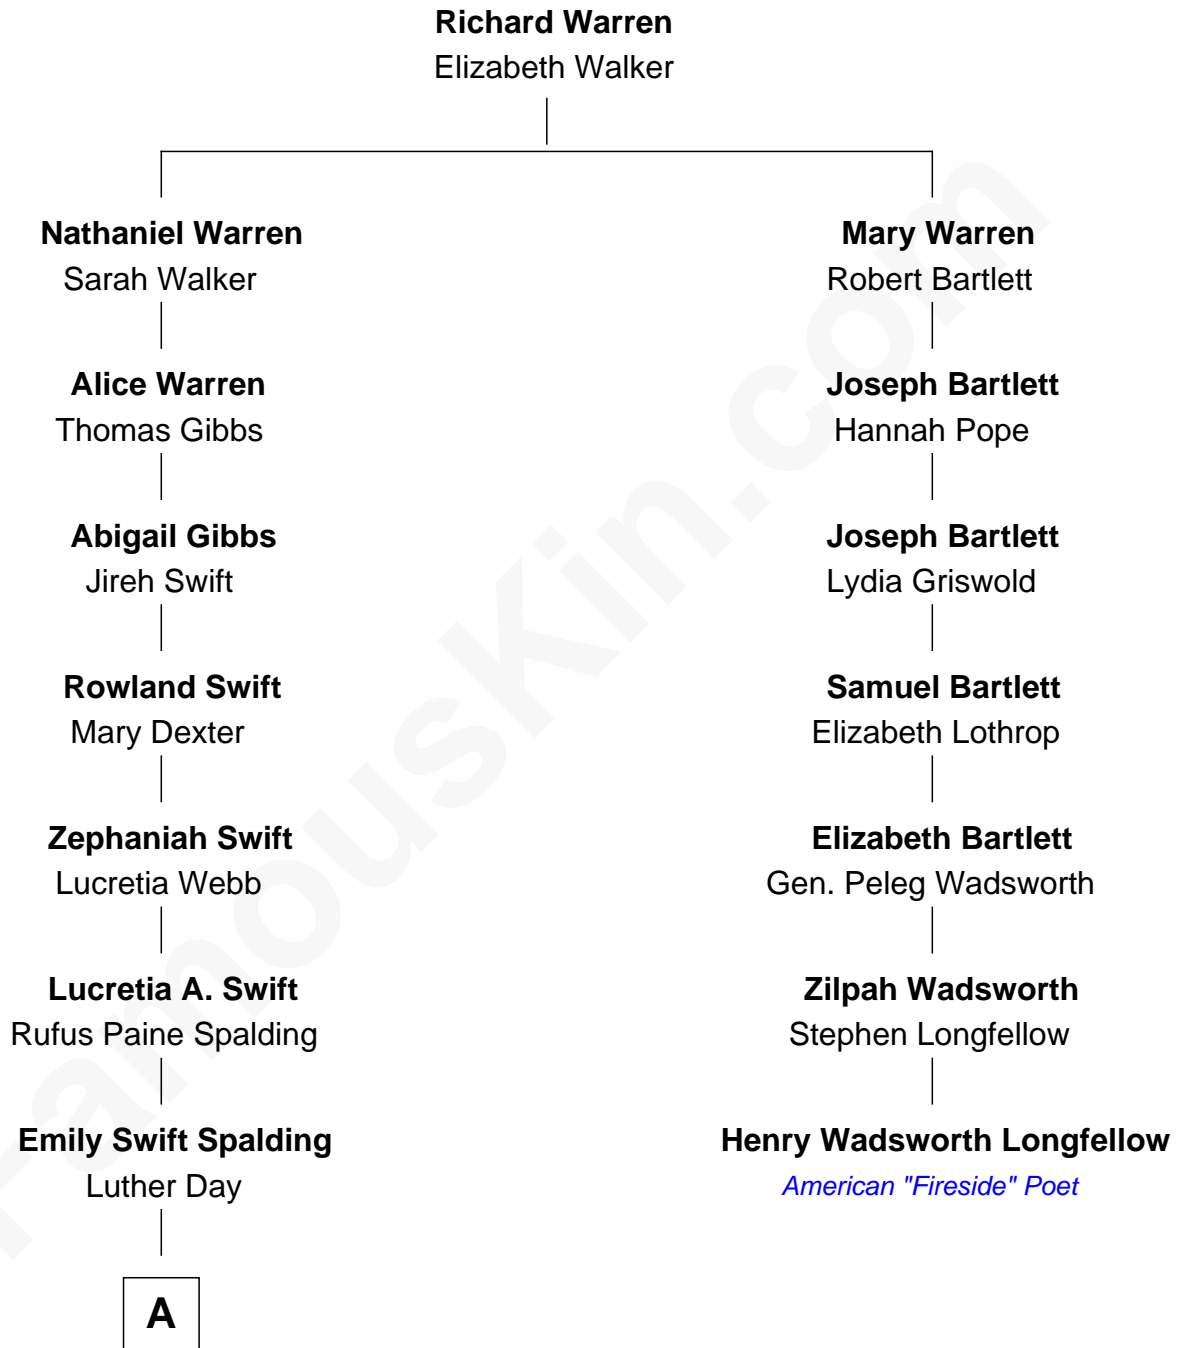 Richard Warren
Elizabeth Walker
Nathaniel Warren
Sarah Walker
Mary Warren
Robert Bartlett
Alice Warren
Thomas Gibbs
Joseph Bartlett
Hannah Pope
Abigail Gibbs
Jireh Swift
Joseph Bartlett
Lydia Griswold
Rowland Swift
Mary Dexter
Samuel Bartlett
Elizabeth Lothrop
Zephaniah Swift
Lucretia Webb
Elizabeth Bartlett
Gen. Peleg Wadsworth
Lucretia A. Swift
Rufus Paine Spalding
Zilpah Wadsworth
Stephen Longfellow
Emily Swift Spalding
Luther Day
Henry Wadsworth Longfellow
American "Fireside" Poet
A
FamousKin.com